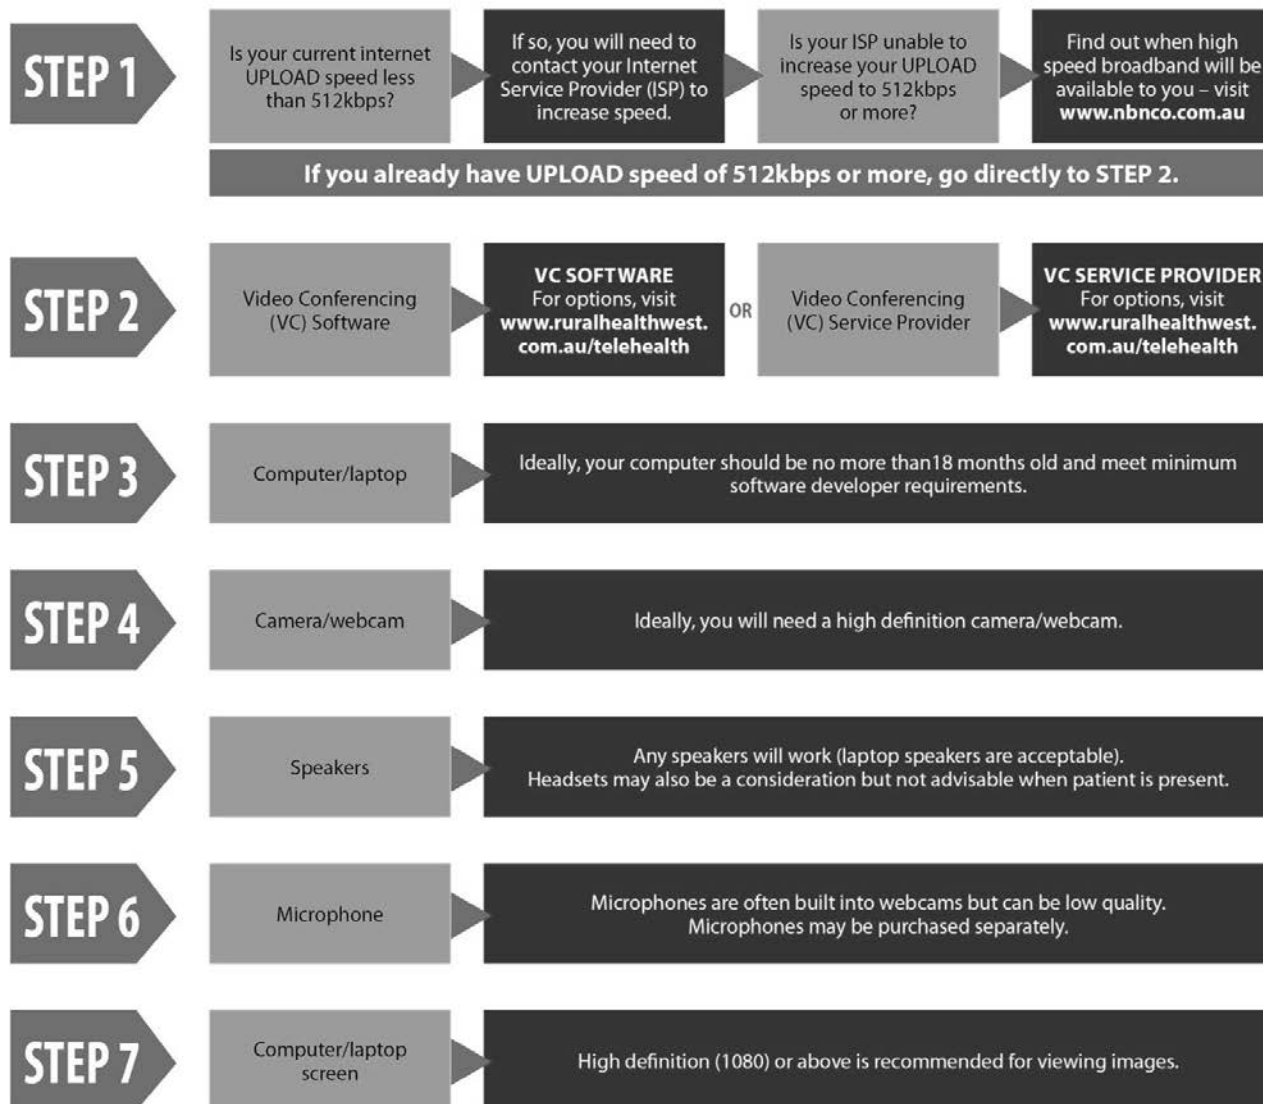 STEP 1
Is your current internet
UPLOAD speed less
than 512kbps?
If so, you will need to
contact your Internet
Service Provider (ISP) to
increase speed.
Is your ISP unable to
increase your UPLOAD
speed to 512kbps
or more?
Find out when high
speed broadband will be
available to you – visit
www.nbnco.com.au
If you already have UPLOAD speed of 512kbps or more, go directly to STEP 2.
STEP 2
Video Conferencing
(VC) Software
VC SOFTWARE
For options, visit
www.ruralhealthwest.
com.au/telehealth
OR
Video Conferencing
(VC) Service Provider
VC SERVICE PROVIDER
For options, visit
www.ruralhealthwest.
com.au/telehealth
STEP 3
Computer/laptop
Ideally, your computer should be no more than18 months old and meet minimum
software developer requirements.
STEP 4
Camera/webcam
Ideally, you will need a high definition camera/webcam.
STEP 5
Speakers
Any speakers will work (laptop speakers are acceptable).
Headsets may also be a consideration but not advisable when patient is present.
STEP 6
Microphone
Microphones are often built into webcams but can be low quality.
Microphones may be purchased separately.
STEP 7
Computer/laptop
screen
High definition (1080) or above is recommended for viewing images.